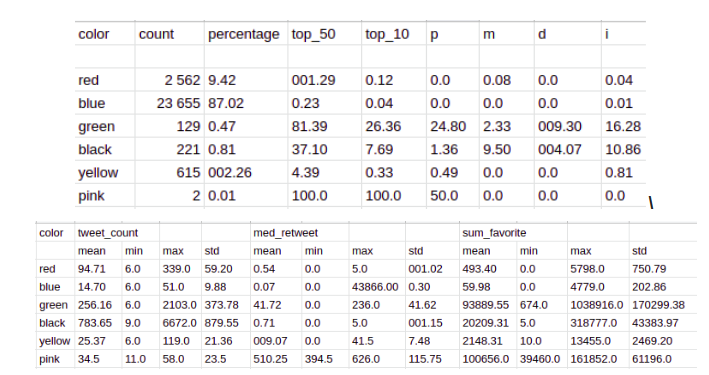 color count percentage top_50 top_10 p m d i
red 2 562 9.42 001.29 0.12 0.0 0.08 0.0 0.04
blue 23 655 87.02 0.23 0.04 0.0 0.0 0.0 0.01
green 129 0.47 81.39 26.36 24.80 2.33 009.30 16.28
black 221 0.81 37.10 7.69 1.36 9.50 004.07 10.86
yellow 615 002.26 4.39 0.33 0.49 0.0 0.0 0.81
pink 2 0.01 100.0 100.0 50.0 0.0 0.0 0.0 \
color tweet_count med_retweet sum_favorite
mean min max std mean min max std mean min max std
red 94.71 6.0 339.0 59.20 0.54 0.0 5.0 001.02 493.40 0.0 5798.0 750.79
blue 14.70 6.0 51.0 9.88 0.07 0.0 43866.00 0.30 59.98 0.0 4779.0 202.86
green 256.16 6.0 2103.0 373.78 41.72 0.0 236.0 41.62 93889.55 674.0 1038916.0 170299.38
black 783.65 9.0 6672.0 879.55 0.71 0.0 5.0 001.15 20209.31 5.0 318777.0 43383.97
yellow 25.37 6.0 119.0 21.36 009.07 0.0 41.5 7.48 2148.31 10.0 13455.0 2469.20
pink 34.5 11.0 58.0 23.5 510.25 394.5 626.0 115.75 100656.0 39460.0 161852.0 61196.0